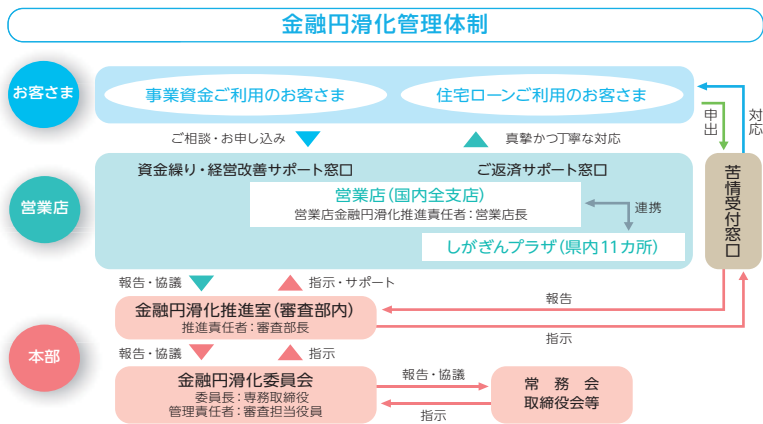 金融円滑化管理体制
お客さま
事業資金ご利用のお客さま
住宅ローンご利用のお客さま
ご相談・お申し込み
真摯かつ丁寧な対応
申出
対応
営業店
資金繰り・経営改善サポート窓口
ご返済サポート窓口
営業店(国内全支店)
営業店金融円滑化推進責任者:営業店長
連携
しがぎんプラザ(県内11カ所)
苦情受付窓口
報告・協議
指示・サポート
本部
金融円滑化推進室(審査部内)
推進責任者:審査部長
報告
指示
報告・協議
指示
金融円滑化委員会
委員長:専務取締役
管理責任者:審査担当役員
報告・協議
指示
常 務 会
取締役会等